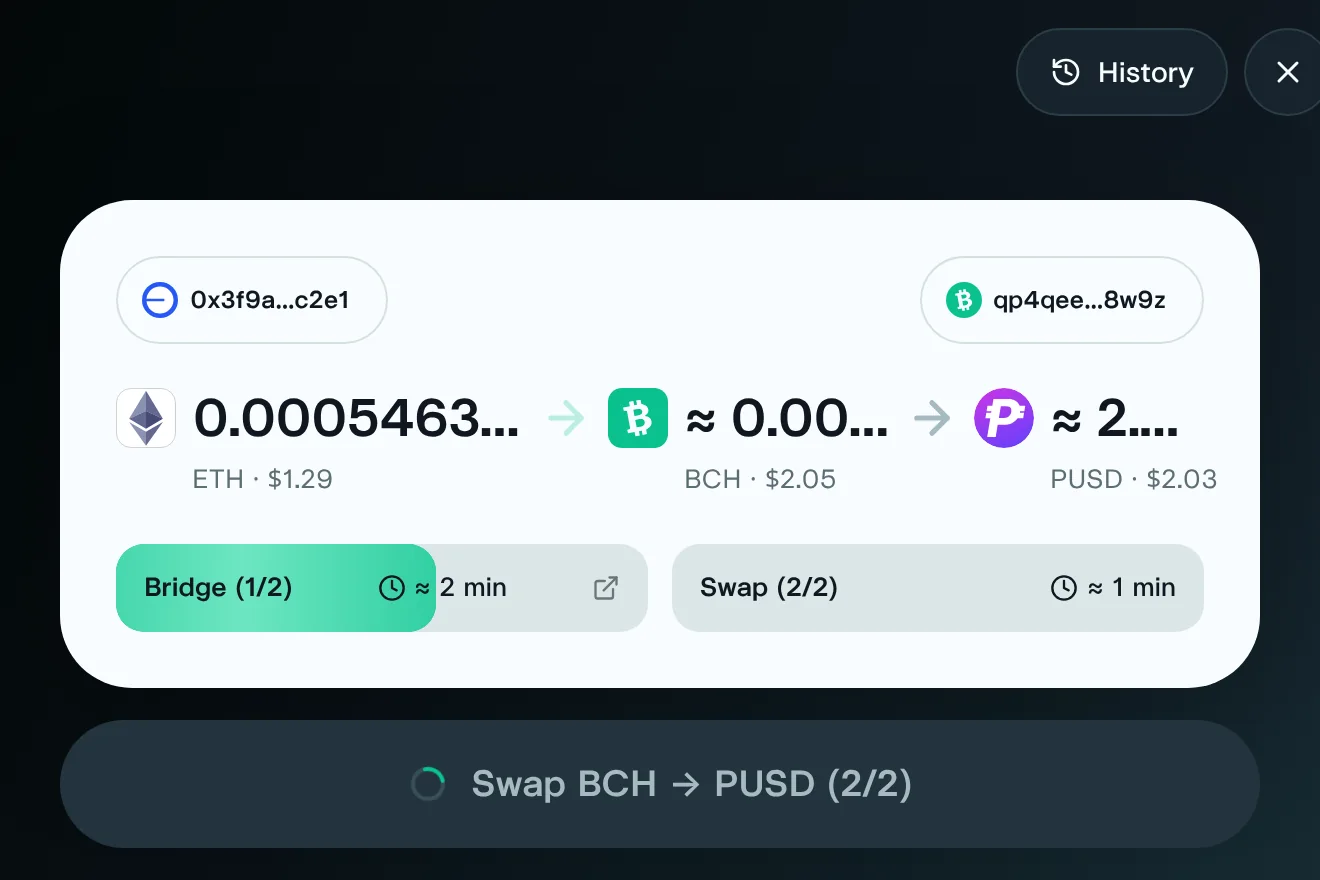 History
0x3f9a...c2e1
qp4qee...8w9z
0.0005463...
≈ 0.00...
≈ 2....
ETH · $1.29
BCH · $2.05
PUSD · $2.03
Bridge (1/2)
≈ 2 min
Swap (2/2)
≈ 1 min
Swap BCH → PUSD (2/2)